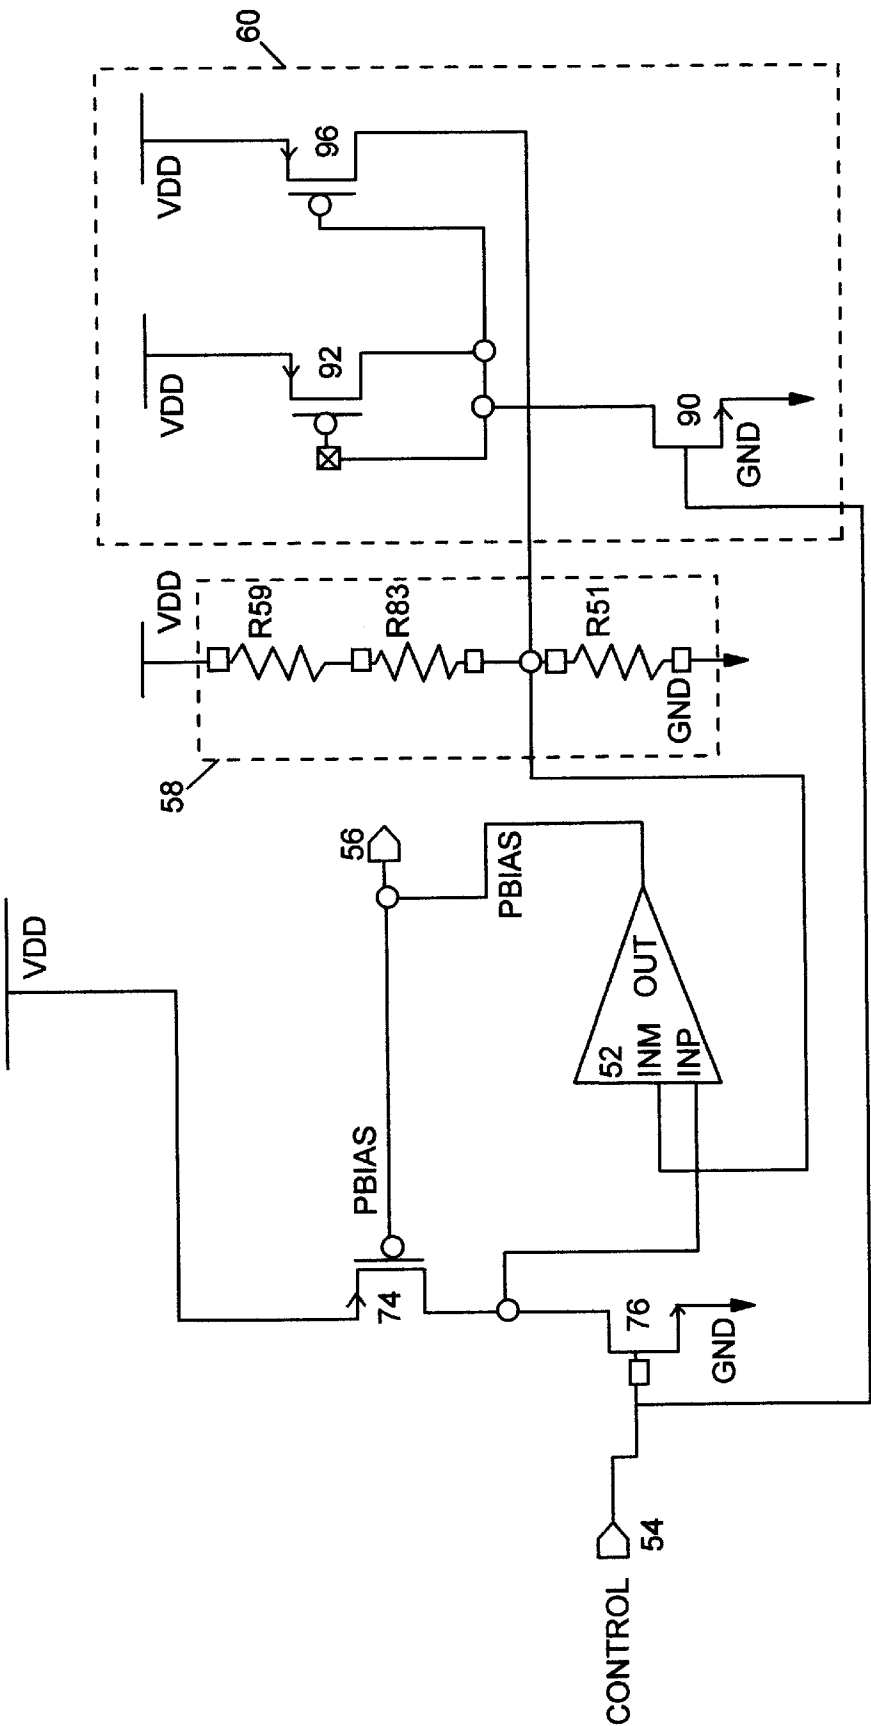 VDD
60
VDD
VDD
VDD
96
92
90
GND
R59
R83
R51
GND
58
56
PBIAS
PBIAS
52
INM
INP
OUT
74
76
GND
54
CONTROL